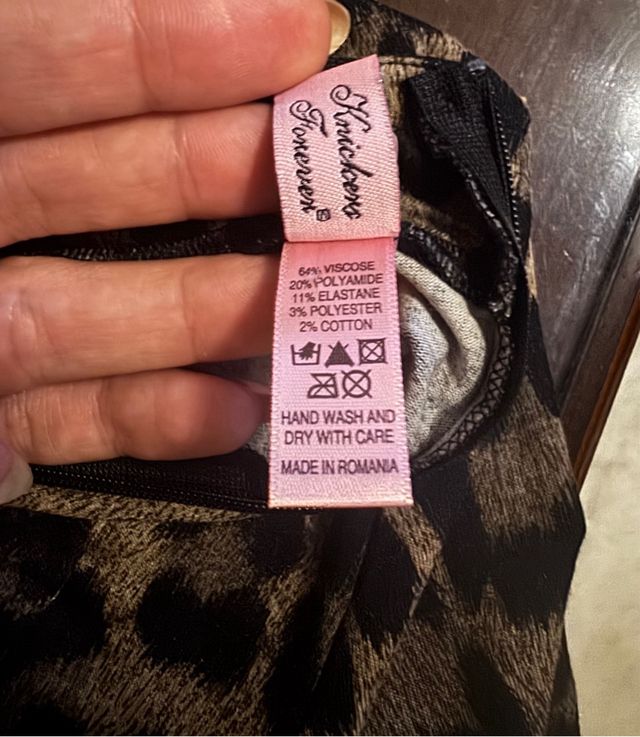 Knickers
Forever
64% VISCOSE
20% POLYAMIDE
11% ELASTANE
3% POLYESTER
2% COTTON
HAND WASH AND
DRY WITH CARE
MADE IN ROMANIA